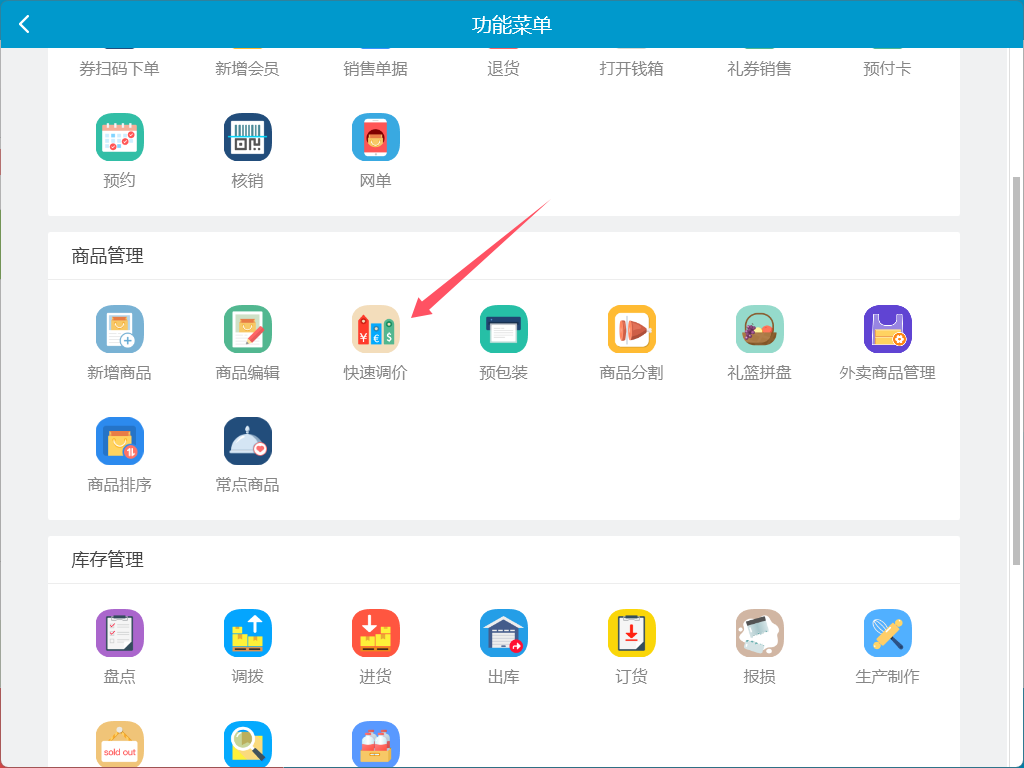 功能菜单
券扫码下单 新增会员 销售单据 退货 打开钱箱 礼券销售 预付卡
预约 核销 网单
商品管理
新增商品 商品编辑 快速调价 预包装 商品分割 礼篮拼盘 外卖商品管理
商品排序 常点商品
库存管理
盘点 调拨 进货 出库 订货 报损 生产制作
sold out